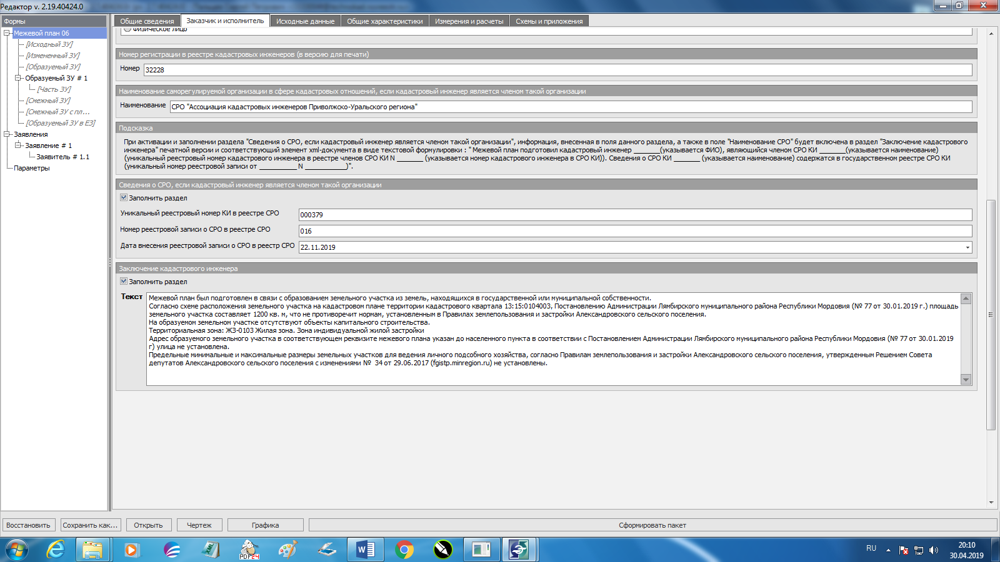 Редактор v. 2.19.40424.0
Формы
Межевой план 06
[Исходный ЗУ]
[Измененный ЗУ]
[Образуемый ЗУ]
Образуемый ЗУ # 1
[Часть ЗУ]
[Смежный ЗУ]
[Смежный ЗУ с пл...
[Образуемый ЗУ в ЕЗ]
Заявления
Заявление # 1
Заявитель # 1.1
Параметры
Общие сведения
Заказчик и исполнитель
Исходные данные
Общие характеристики
Измерения и расчеты
Схемы и приложения
Физическое лицо
Номер регистрации в реестре кадастровых инженеров (в версию для печати)
Номер 32228
Наименование саморегулируемой организации в сфере кадастровых отношений, если кадастровый инженер является членом такой организации
Наименование СРО "Ассоциация кадастровых инженеров Приволжско-Уральского региона"
Подсказка
При активации и заполнении раздела "Сведения о СРО, если кадастровый инженер является членом такой организации", информация, внесенная в поля данного раздела, а также в поле "Наименование СРО" будет включена в раздел "Заключение кадастрового
инженера" печатной версии и соответствующий элемент xml-документа в виде текстовой формулировки : " Межевой план подготовил кадастровый инженер _______(указывается ФИО), являющийся членом СРО КИ _______(указывается наименование)
(уникальный реестровый номер кадастрового инженера в реестре членов СРО КИ N _______ (указывается номер кадастрового инженера в СРО КИ)). Сведения о СРО КИ _______ (указывается наименование) содержатся в государственном реестре СРО КИ
(уникальный номер реестровой записи от __________ N ___________)".
Сведения о СРО, если кадастровый инженер является членом такой организации
Заполнить раздел
Уникальный реестровый номер КИ в реестре СРО 000379
Номер реестровой записи о СРО в реестре СРО 016
Дата внесения реестровой записи о СРО в реестр СРО 22.11.2019
Заключение кадастрового инженера
Заполнить раздел
Текст
Межевой план был подготовлен в связи с образованием земельного участка из земель, находящихся в государственной или муниципальной собственности.
Согласно схеме расположения земельного участка на кадастровом плане территории кадастрового квартала 13:15:0104003, Постановлению Администрации Лямбирского муниципального района Республики Мордовия (№ 77 от 30.01.2019 г.) площадь
земельного участка составляет 1200 кв. м, что не противоречит нормам, установленным в Правилах землепользования и застройки Александровского сельского поселения.
На образуемом земельном участке отсутствуют объекты капитального строительства.
Территориальная зона: ЖЗ-0103 Жилая зона. Зона индивидуальной жилой застройки
Адрес образуемого земельного участка в соответствующем реквизите межевого плана указан до населенного пункта в соответствии с Постановлением Администрации Лямбирского муниципального района Республики Мордовия (№ 77 от 30.01.2019
г) улица не установлена.
Предельные минимальные и максимальные размеры земельных участков для ведения личного подсобного хозяйства, согласно Правилам землепользования и застройки Александровского сельского поселения, утвержденным Решением Совета
депутатов Александровского сельского поселения с изменениями № 34 от 29.06.2017 (fgistp.minregion.ru) не установлены.
Восстановить
Сохранить как...
Открыть
Чертеж
Графика
Сформировать пакет
PDF24
RU
20:10
30.04.2019